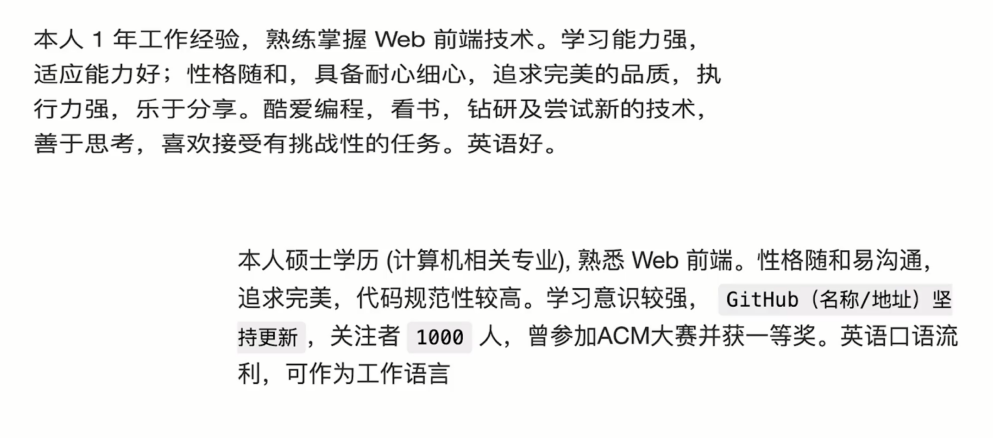 本人 1 年工作经验，熟练掌握 Web 前端技术。学习能力强，
适应能力好；性格随和，具备耐心细心，追求完美的品质，执
行力强，乐于分享。酷爱编程，看书，钻研及尝试新的技术，
善于思考，喜欢接受有挑战性的任务。英语好。
本人硕士学历 (计算机相关专业), 熟悉 Web 前端。性格随和易沟通，
追求完美，代码规范性较高。学习意识较强， GitHub（名称/地址）坚
持更新 ，关注者 1000 人，曾参加ACM大赛并获一等奖。英语口语流
利，可作为工作语言